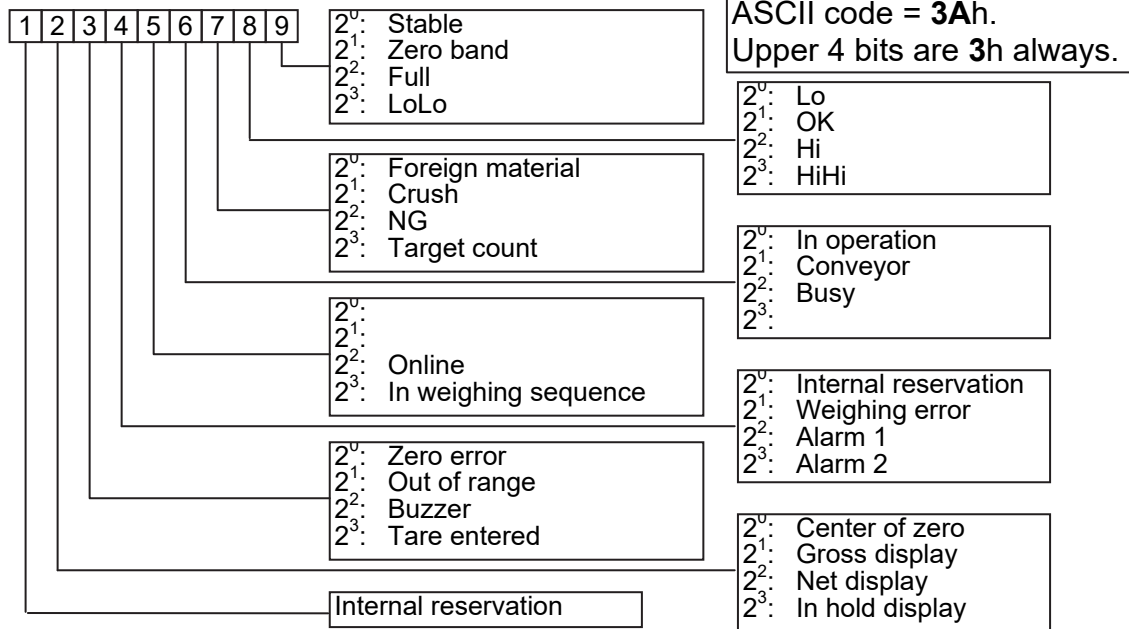 ASCII code = 3Ah.
Upper 4 bits are 3h always.
1 2 3 4 5 6 7 8 9
2⁰: Stable
2¹: Zero band
2²: Full
2³: LoLo
2⁰: Lo
2¹: OK
2²: Hi
2³: HiHi
2⁰: Foreign material
2¹: Crush
2²: NG
2³: Target count
2⁰: In operation
2¹: Conveyor
2²: Busy
2³:
2⁰:
2¹:
2²: Online
2³: In weighing sequence
2⁰: Internal reservation
2¹: Weighing error
2²: Alarm 1
2³: Alarm 2
2⁰: Zero error
2¹: Out of range
2²: Buzzer
2³: Tare entered
2⁰: Center of zero
2¹: Gross display
2²: Net display
2³: In hold display
Internal reservation